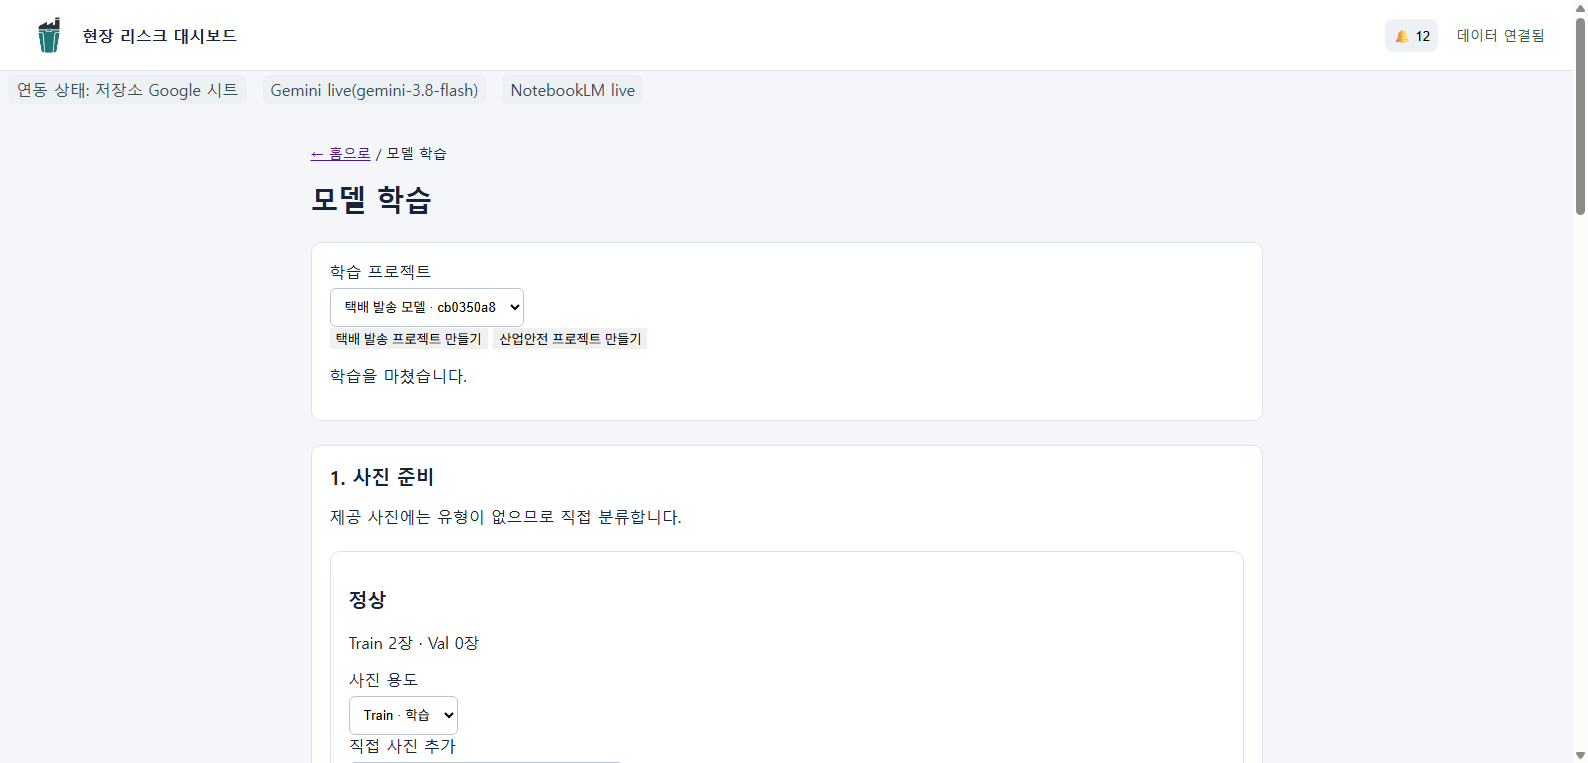 현장 리스크 대시보드
12
데이터 연결됨
연동 상태: 저장소 Google 시트
Gemini live(gemini-3.8-flash)
NotebookLM live
← 홈으로 / 모델 학습
모델 학습
학습 프로젝트
택배 발송 모델 · cb0350a8
택배 발송 프로젝트 만들기
산업안전 프로젝트 만들기
학습을 마쳤습니다.
1. 사진 준비
제공 사진에는 유형이 없으므로 직접 분류합니다.
정상
Train 2장 · Val 0장
사진 용도
Train · 학습
직접 사진 추가